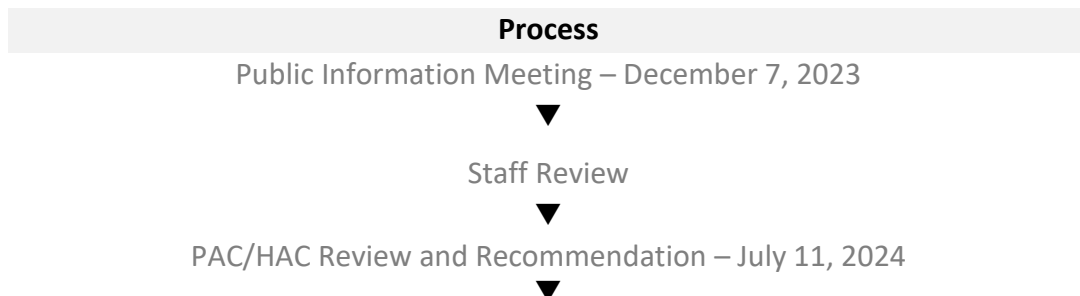 Process
Public Information Meeting – December 7, 2023
▼
Staff Review
▼
PAC/HAC Review and Recommendation – July 11, 2024
▼